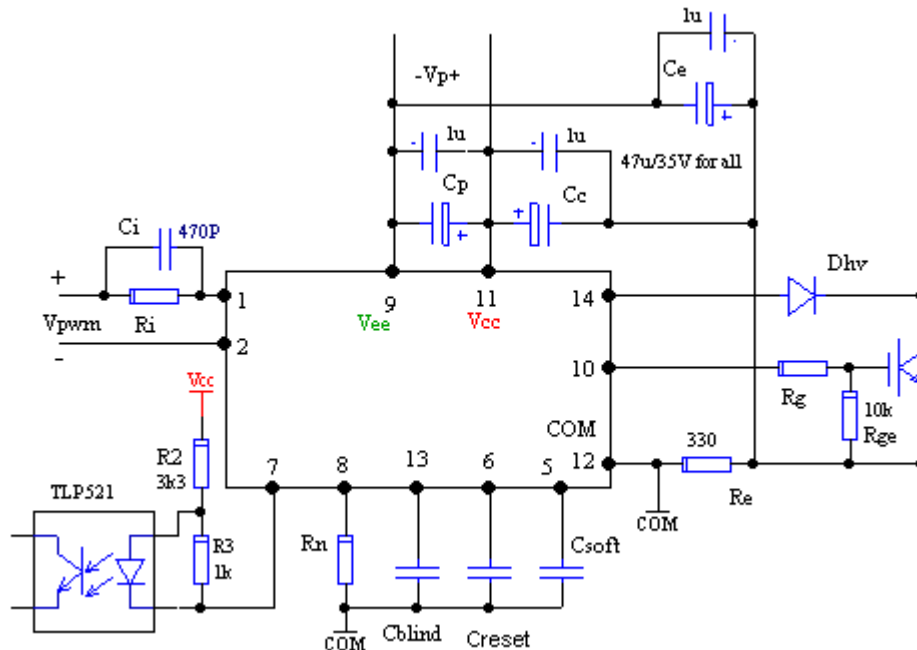 1u
Ce
+
-Vp+
-
1u
-
1u
47u/35V for all
Cp
+
+
Cc
Ci
470P
+
Vpwm
-
Ri
1
2
9
Vee
11
Vcc
14
Dhv
10
Rg
10k
Rge
COM
12
330
Re
COM
Vcc
R2
3k3
7
8
13
6
5
TLP521
R3
1k
Rn
COM
Cblind
Creset
Csoft